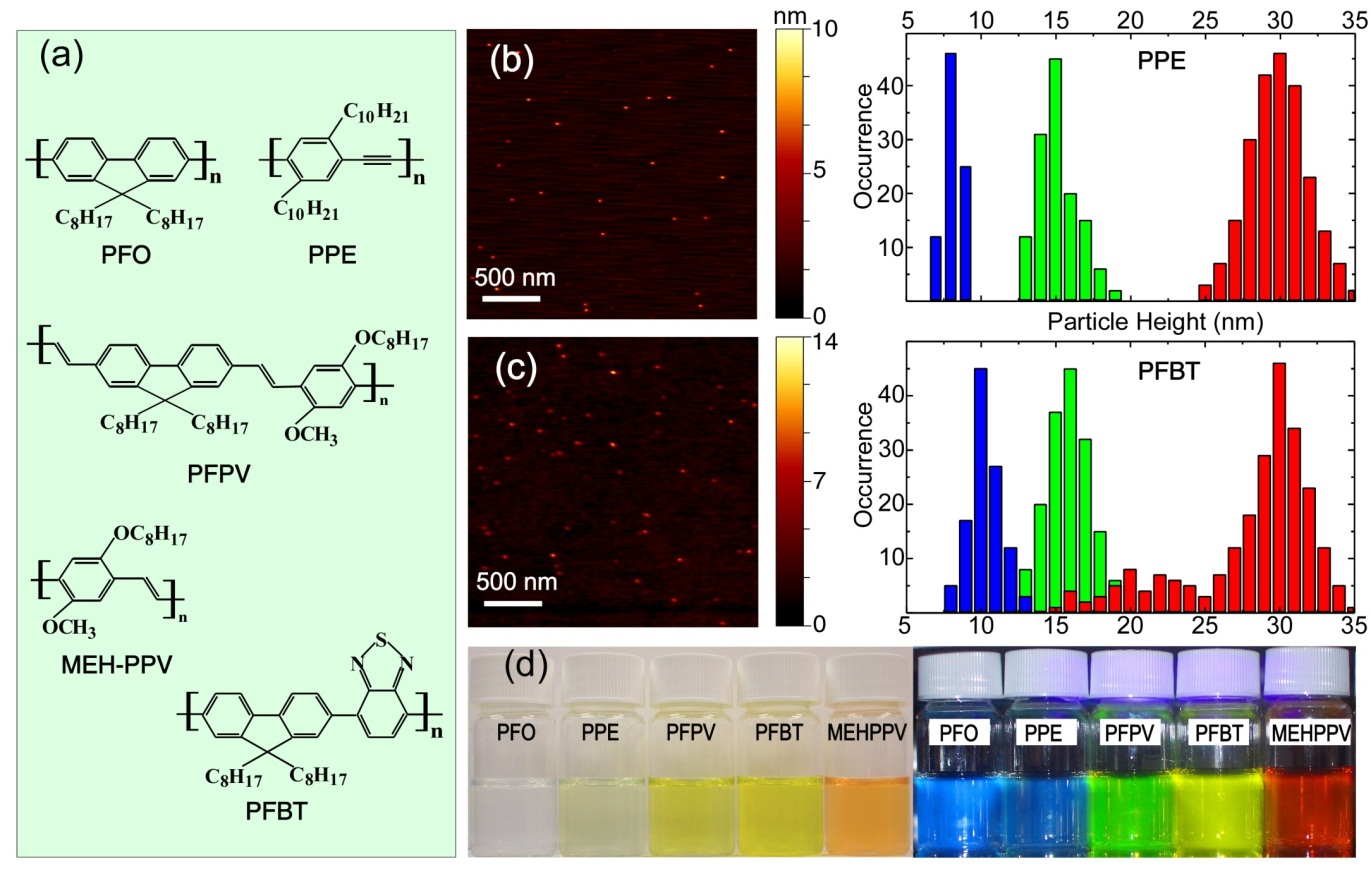 (a)
[ ]n
C8H17 C8H17
PFO
C10H21
[ ]n
C10H21
PPE
[ ]n
OC8H17
C8H17 C8H17
OCH3
PFPV
OC8H17
[ ]n
OCH3
MEH-PPV
S
N N
[ ]n
C8H17 C8H17
PFBT
(b)
500 nm
nm
10
5
0
(c)
500 nm
14
7
0
5 10 15 20 25 30 35
PPE
Occurrence
40
30
20
10
Particle Height (nm)
PFBT
Occurrence
40
30
20
10
5 10 15 20 25 30 35
(d)
PFO PPE PFPV PFBT MEHPPV
PFO PPE PFPV PFBT MEHPPV